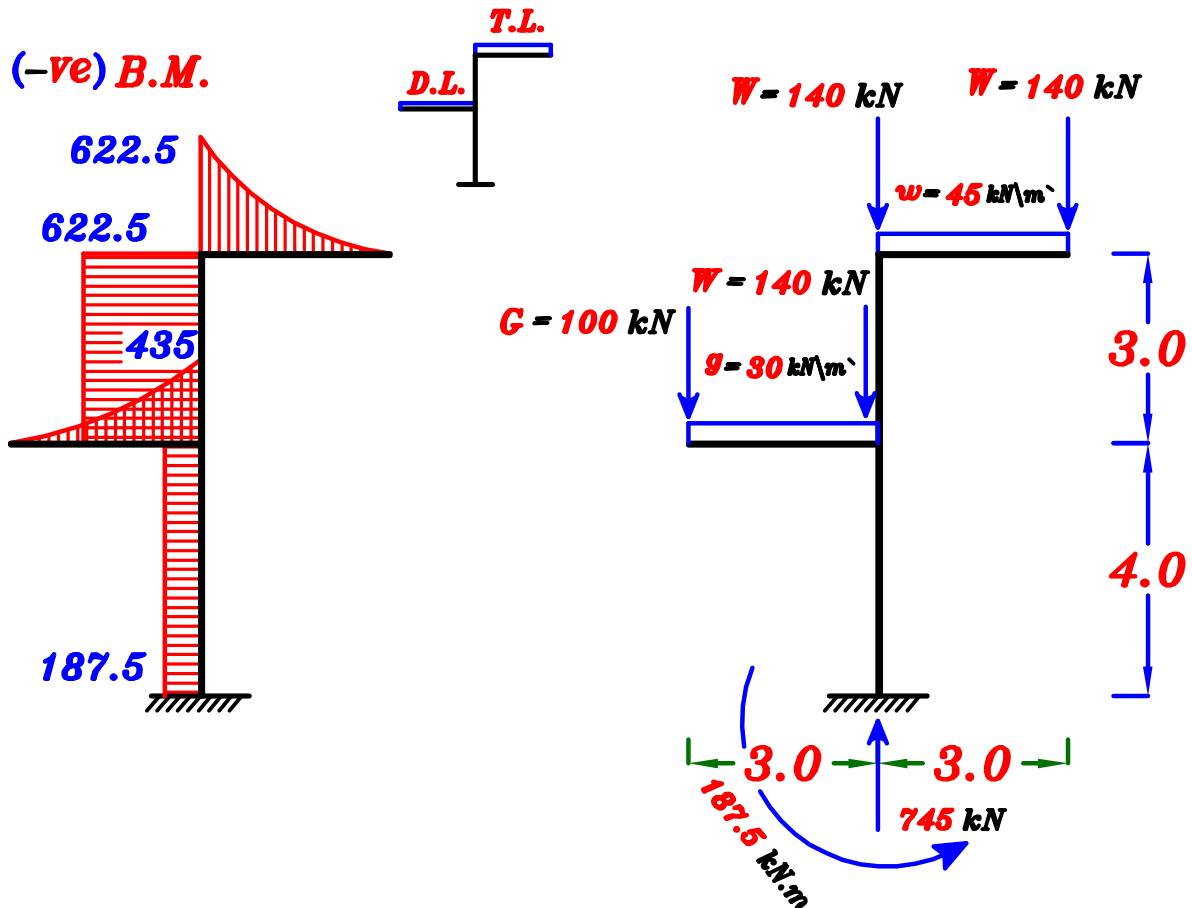 T.L.
(-ve) B.M.
D.L.
622.5
622.5
435
187.5
W = 140 kN
W = 140 kN
w = 45 kN\m`
W = 140 kN
G = 100 kN
g = 30 kN\m`
3.0
4.0
3.0
3.0
745 kN
187.5 kN.m